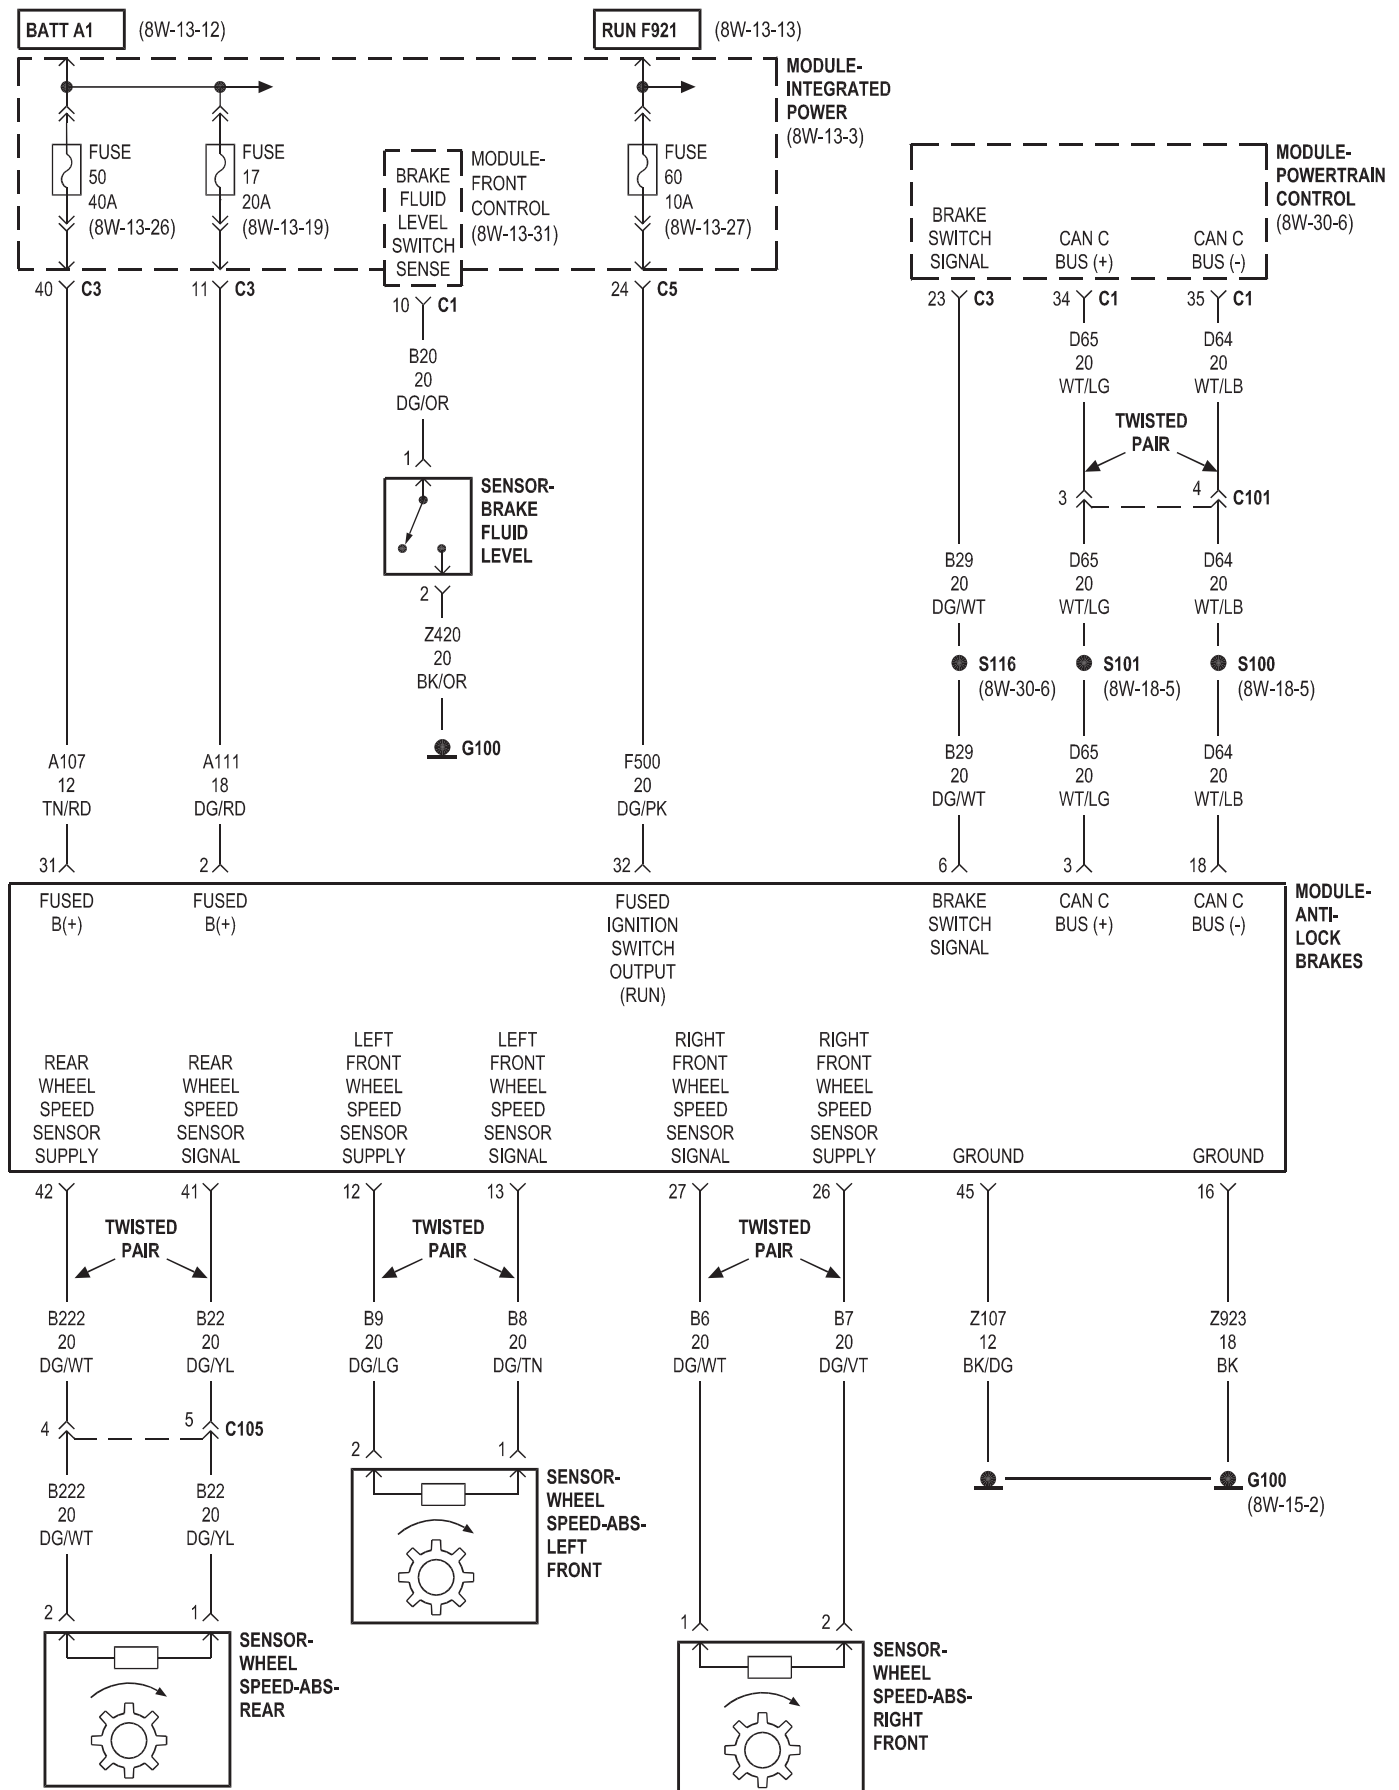 BATT A1 (8W-13-12)
RUN F921 (8W-13-13)
MODULE-
INTEGRATED
POWER
(8W-13-3)
FUSE
50
40A
(8W-13-26)
FUSE
17
20A
(8W-13-19)
BRAKE
FLUID
LEVEL
SWITCH
SENSE
MODULE-
FRONT
CONTROL
(8W-13-31)
FUSE
60
10A
(8W-13-27)
BRAKE
SWITCH
SIGNAL
CAN C
BUS (+)
CAN C
BUS (-)
MODULE-
POWERTRAIN
CONTROL
(8W-30-6)
40 C3
11 C3
10 C1
24 C5
23 C3
34 C1
35 C1
B20
20
DG/OR
D65
20
WT/LG
D64
20
WT/LB
TWISTED
PAIR
1
SENSOR-
BRAKE
FLUID
LEVEL
2
3
4
C101
Z420
20
BK/OR
G100
B29
20
DG/WT
D65
20
WT/LG
D64
20
WT/LB
S116
(8W-30-6)
S101
(8W-18-5)
S100
(8W-18-5)
A107
12
TN/RD
A111
18
DG/RD
F500
20
DG/PK
B29
20
DG/WT
D65
20
WT/LG
D64
20
WT/LB
31
2
32
6
3
18
FUSED
B(+)
FUSED
B(+)
FUSED
IGNITION
SWITCH
OUTPUT
(RUN)
BRAKE
SWITCH
SIGNAL
CAN C
BUS (+)
CAN C
BUS (-)
MODULE-
ANTI-
LOCK
BRAKES
REAR
WHEEL
SPEED
SENSOR
SUPPLY
REAR
WHEEL
SPEED
SENSOR
SIGNAL
LEFT
FRONT
WHEEL
SPEED
SENSOR
SUPPLY
LEFT
FRONT
WHEEL
SPEED
SENSOR
SIGNAL
RIGHT
FRONT
WHEEL
SPEED
SENSOR
SIGNAL
RIGHT
FRONT
WHEEL
SPEED
SENSOR
SUPPLY
GROUND
GROUND
42
41
12
13
27
26
45
16
TWISTED
PAIR
TWISTED
PAIR
TWISTED
PAIR
B222
20
DG/WT
B22
20
DG/YL
B9
20
DG/LG
B8
20
DG/TN
B6
20
DG/WT
B7
20
DG/VT
Z107
12
BK/DG
Z923
18
BK
4
5
C105
2
1
SENSOR-
WHEEL
SPEED-ABS-
LEFT
FRONT
G100
(8W-15-2)
B222
20
DG/WT
B22
20
DG/YL
2
1
SENSOR-
WHEEL
SPEED-ABS-
REAR
1
2
SENSOR-
WHEEL
SPEED-ABS-
RIGHT
FRONT